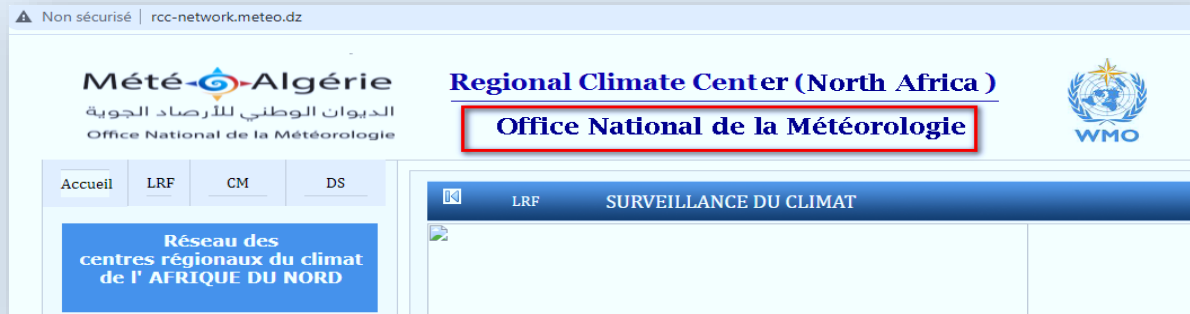 Non sécurisé | rcc-network.meteo.dz
Mété-Algérie
الديوان الوطني للأرصاد الجوية
Office National de la Météorologie
Regional Climate Center (North Africa )
Office National de la Météorologie
WMO
Accueil LRF CM DS
LRF SURVEILLANCE DU CLIMAT
Réseau des
centres régionaux du climat
de l' AFRIQUE DU NORD